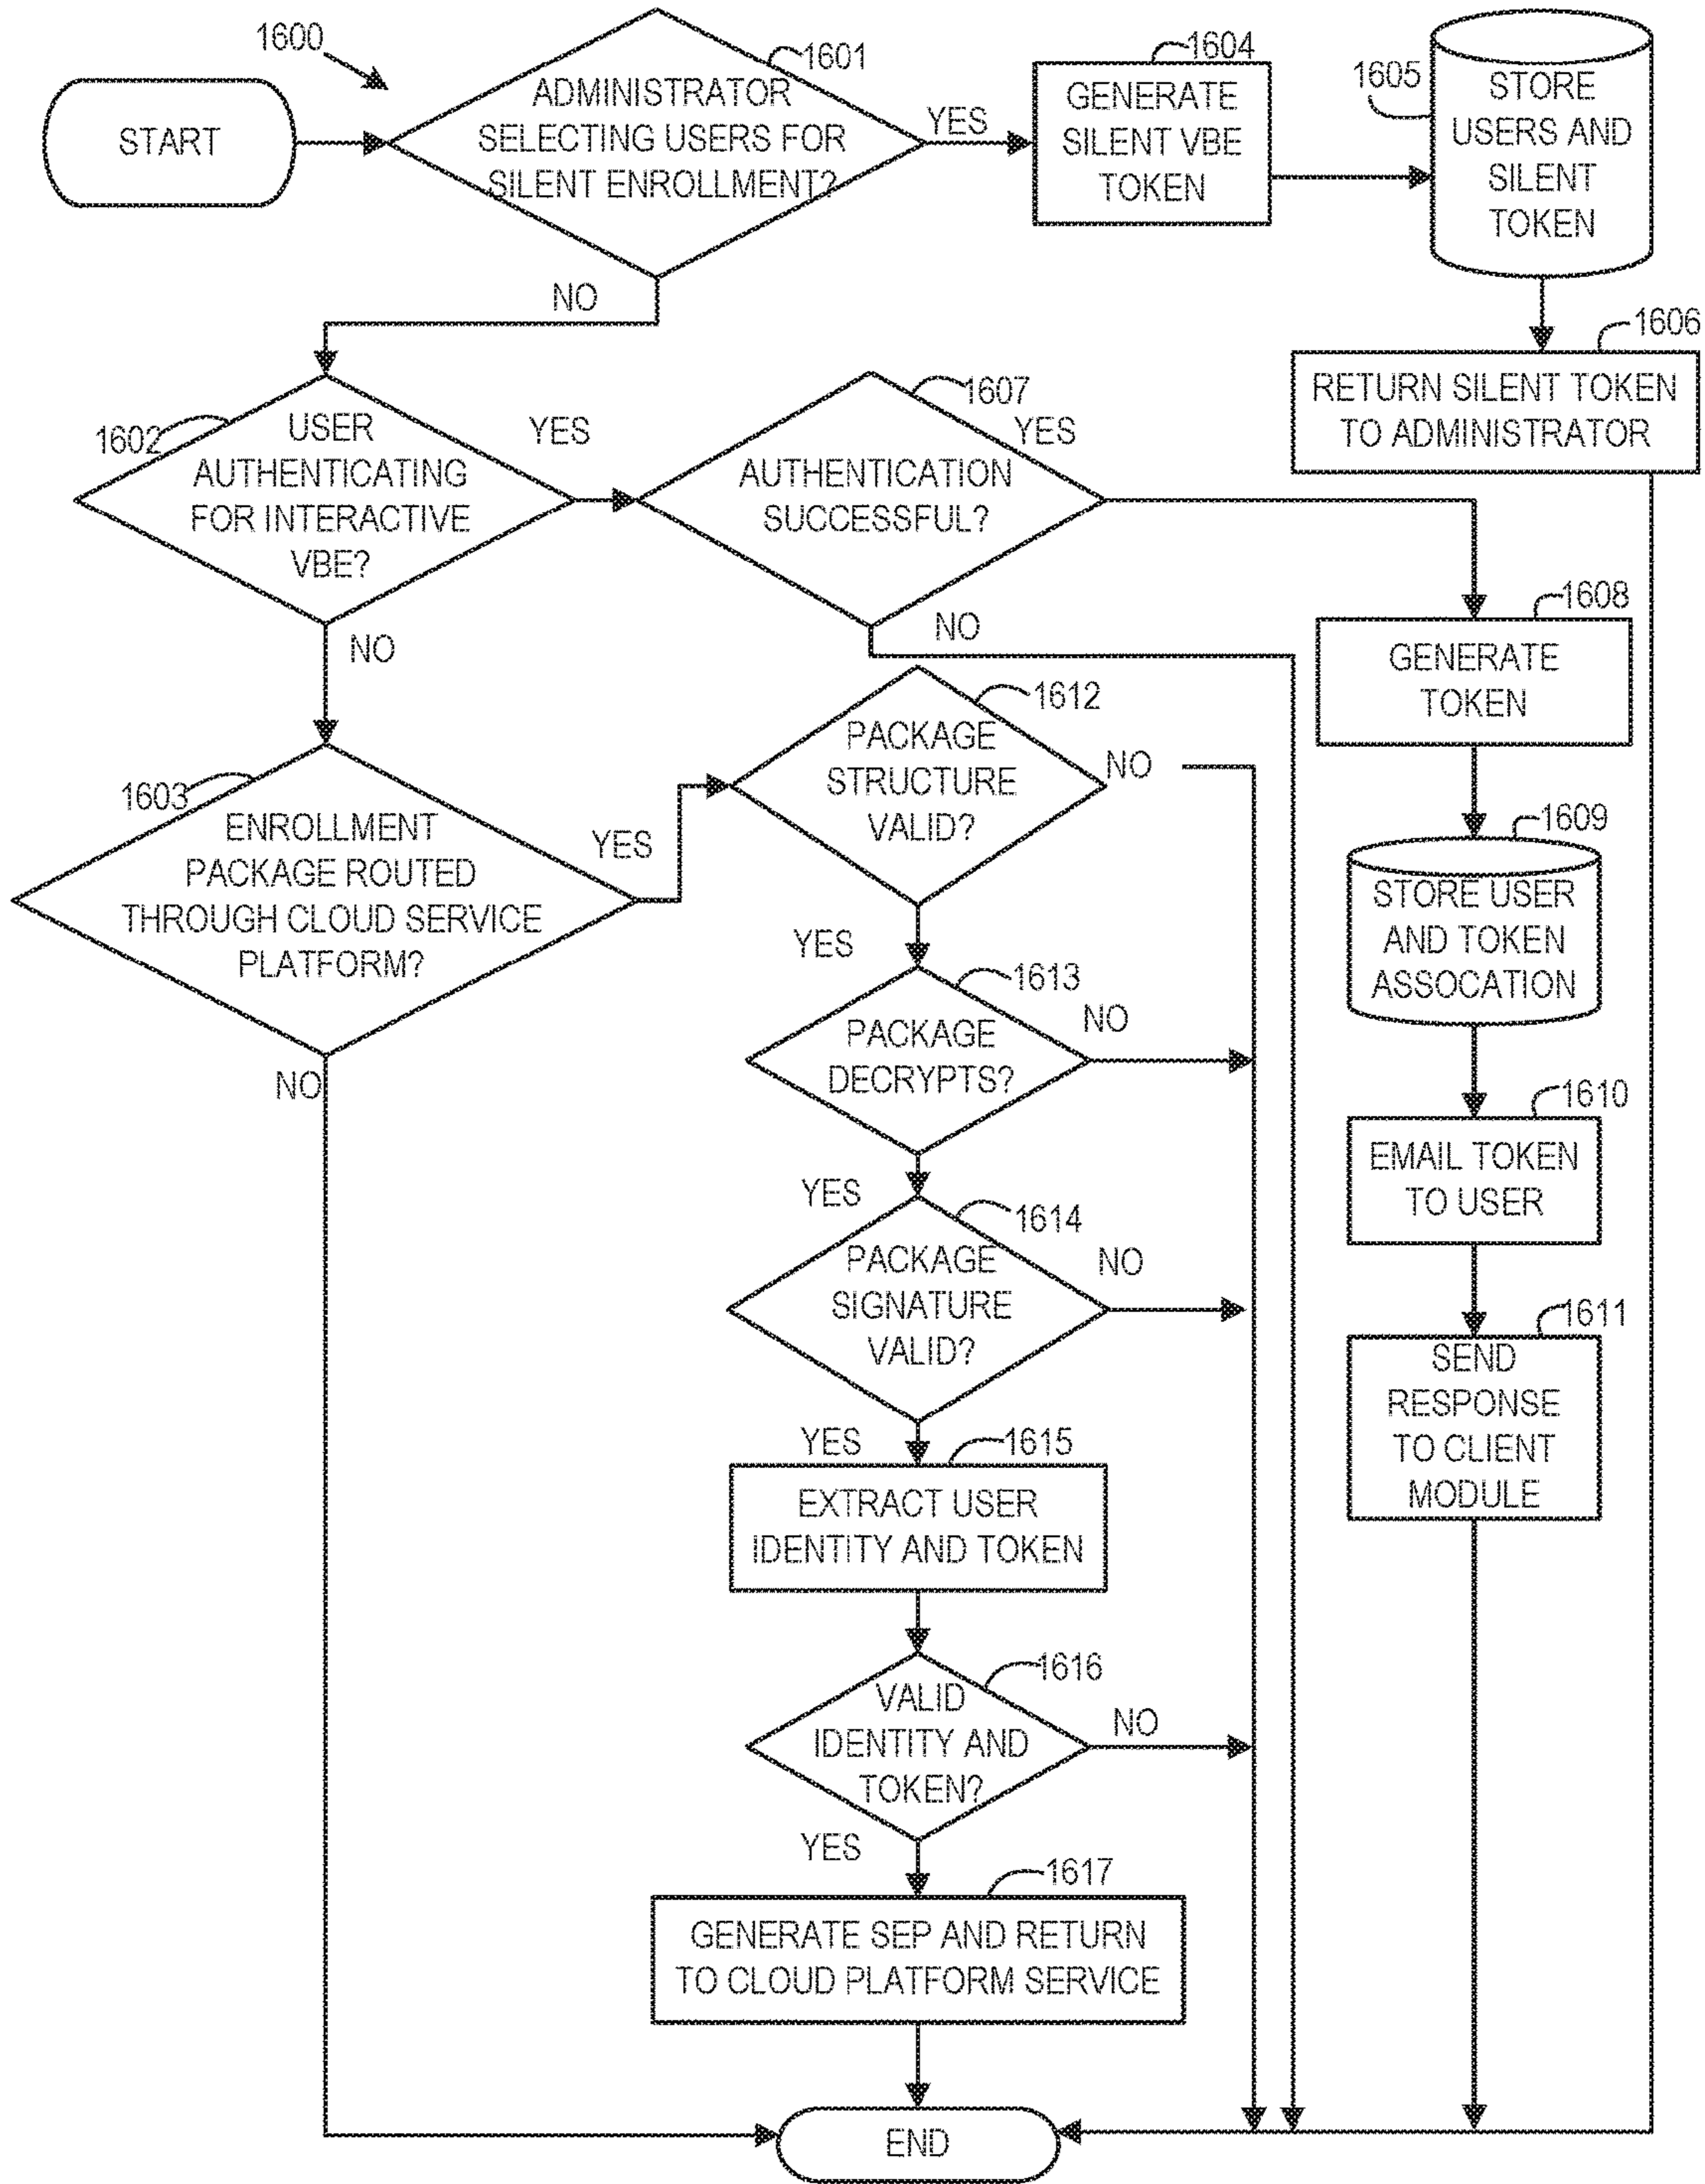 1600
START
1601
ADMINISTRATOR
SELECTING USERS FOR
SILENT ENROLLMENT?
YES
NO
1604
GENERATE
SILENT VBE
TOKEN
1605
STORE
USERS AND
SILENT
TOKEN
1606
RETURN SILENT TOKEN
TO ADMINISTRATOR
1602
USER
AUTHENTICATING
FOR INTERACTIVE
VBE?
YES
NO
1607
AUTHENTICATION
SUCCESSFUL?
YES
NO
1608
GENERATE
TOKEN
1609
STORE USER
AND TOKEN
ASSOCATION
1610
EMAIL TOKEN
TO USER
1611
SEND
RESPONSE
TO CLIENT
MODULE
1603
ENROLLMENT
PACKAGE ROUTED
THROUGH CLOUD SERVICE
PLATFORM?
YES
NO
1612
PACKAGE
STRUCTURE
VALID?
NO
YES
1613
PACKAGE
DECRYPTS?
NO
YES
1614
PACKAGE
SIGNATURE
VALID?
NO
YES
1615
EXTRACT USER
IDENTITY AND TOKEN
1616
VALID
IDENTITY AND
TOKEN?
NO
YES
1617
GENERATE SEP AND RETURN
TO CLOUD PLATFORM SERVICE
END